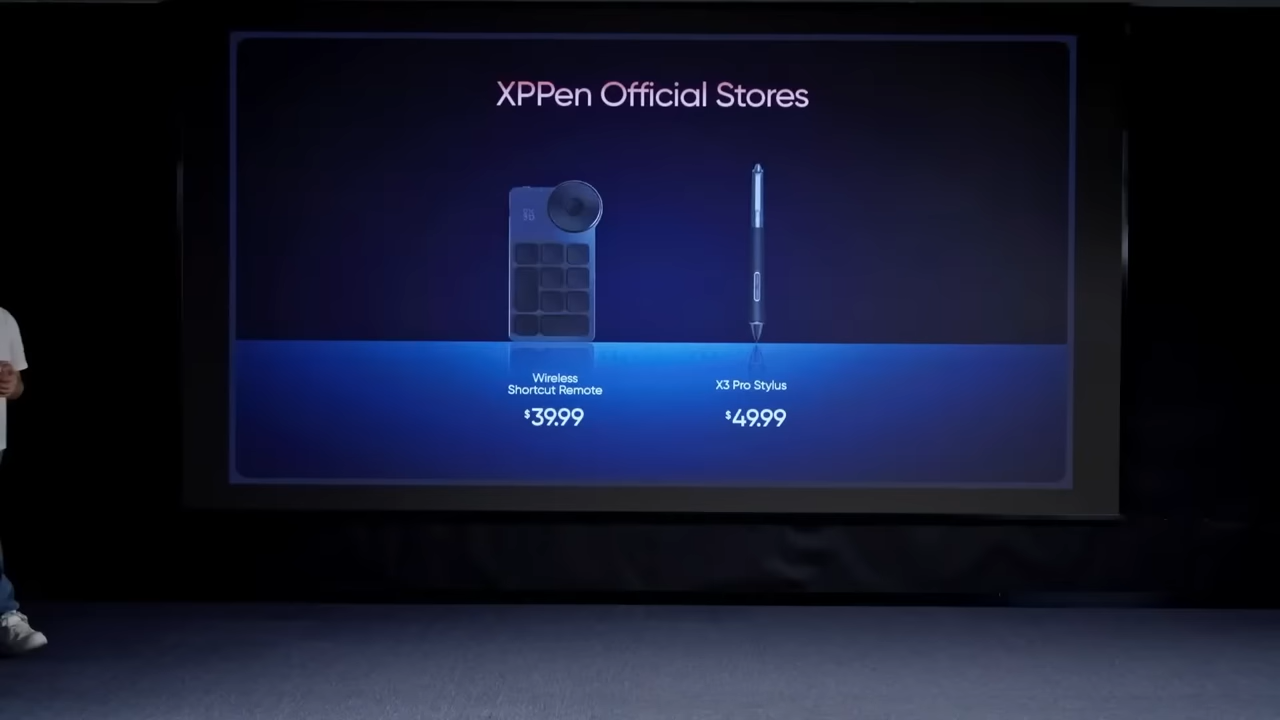 XPPen Official Stores
Wireless
Shortcut Remote
$39.99
X3 Pro Stylus
$49.99